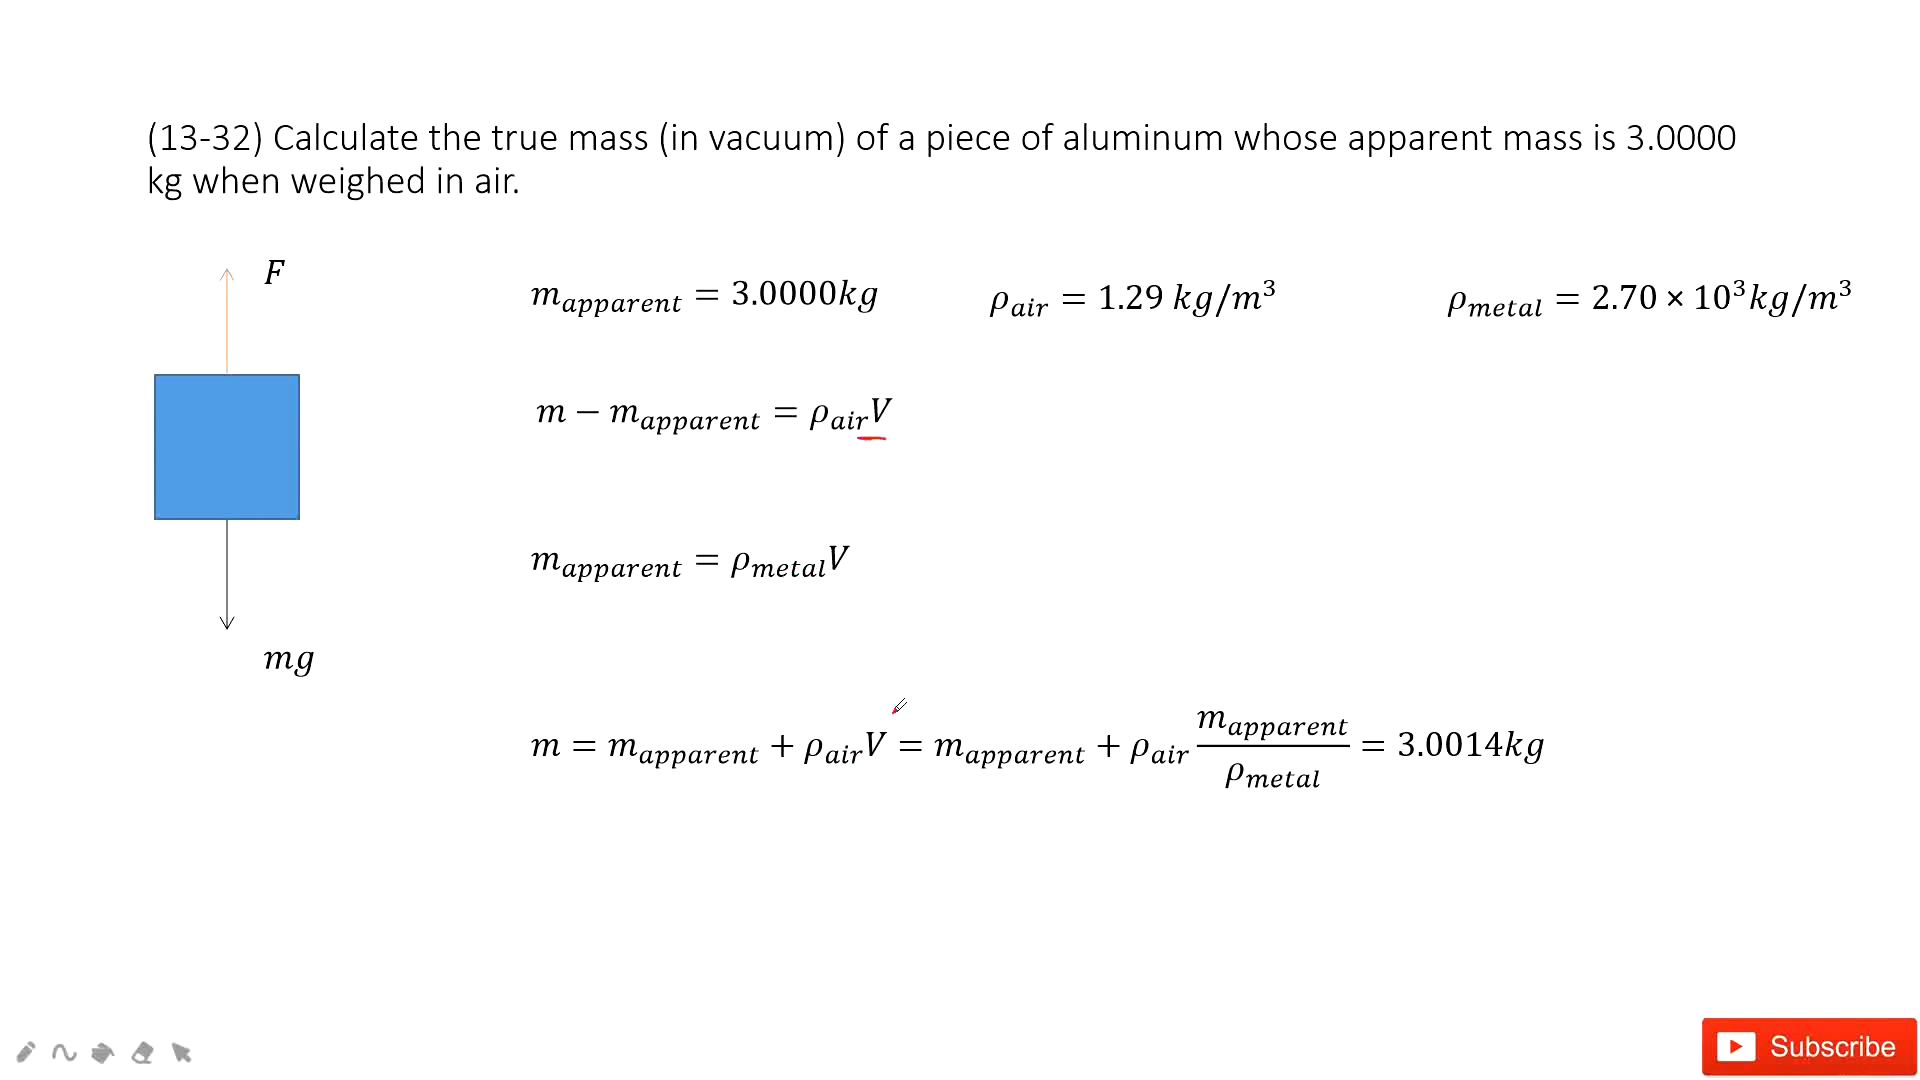 (13-32) Calculate the true mass (in vacuum) of a piece of aluminum whose apparent mass is 3.0000
kg when weighed in air.
F
m_apparent = 3.0000kg
ρ_air = 1.29 kg/m³
ρ_metal = 2.70 × 10³kg/m³
m − m_apparent = ρ_air V
m_apparent = ρ_metal V
mg
m = m_apparent + ρ_air V = m_apparent + ρ_air m_apparent/ρ_metal = 3.0014kg
Subscribe